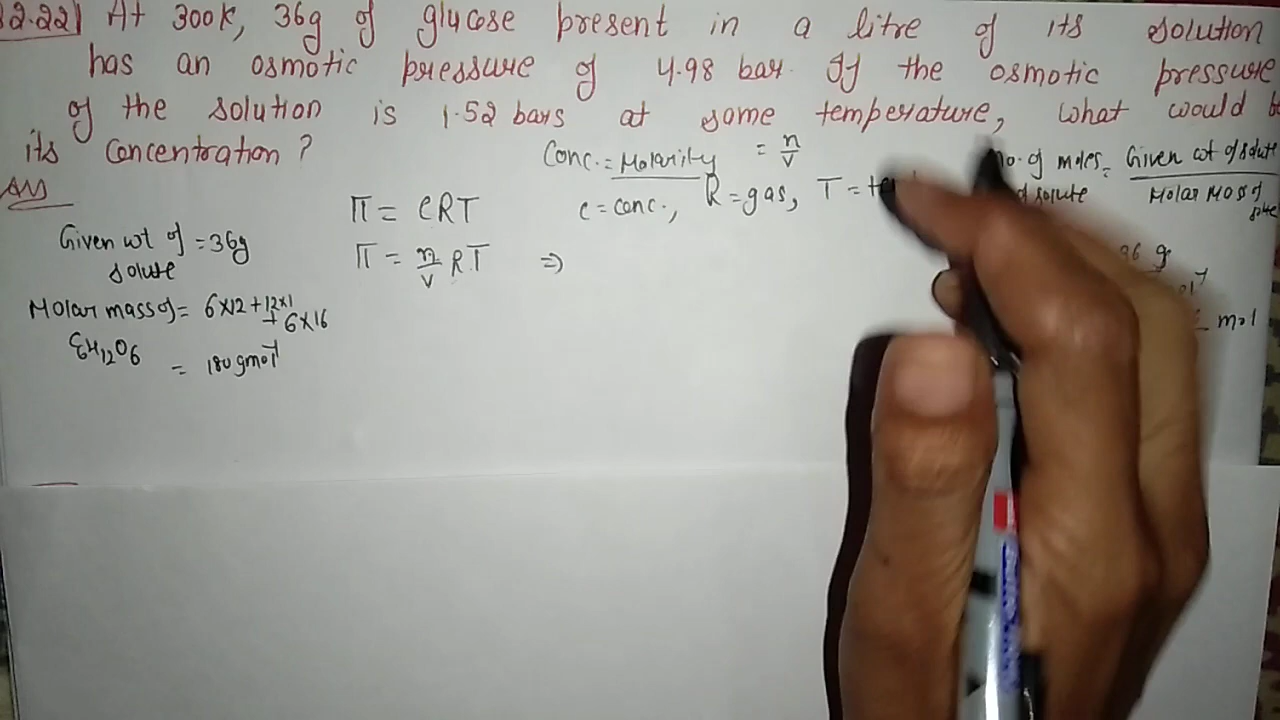 2.22) At 300K, 36g of glucose present in a litre of its solution
has an osmotic pressure of 4.98 bar. If the osmotic pressure
of the solution is 1.52 bars at some temperature, what would
its concentration?
Ans
Conc. = Molarity = n/v
c = conc., R = gas, T =
no. of moles = Given wt of solute
of solute Molar Mass of
Π = CRT
Π = n/v RT ⇒
Given wt of = 36g
solute
Molar mass of = 6×12 + 12×1
+ 6×16
C6H12O6 = 180 gmol-1
36 g
mol